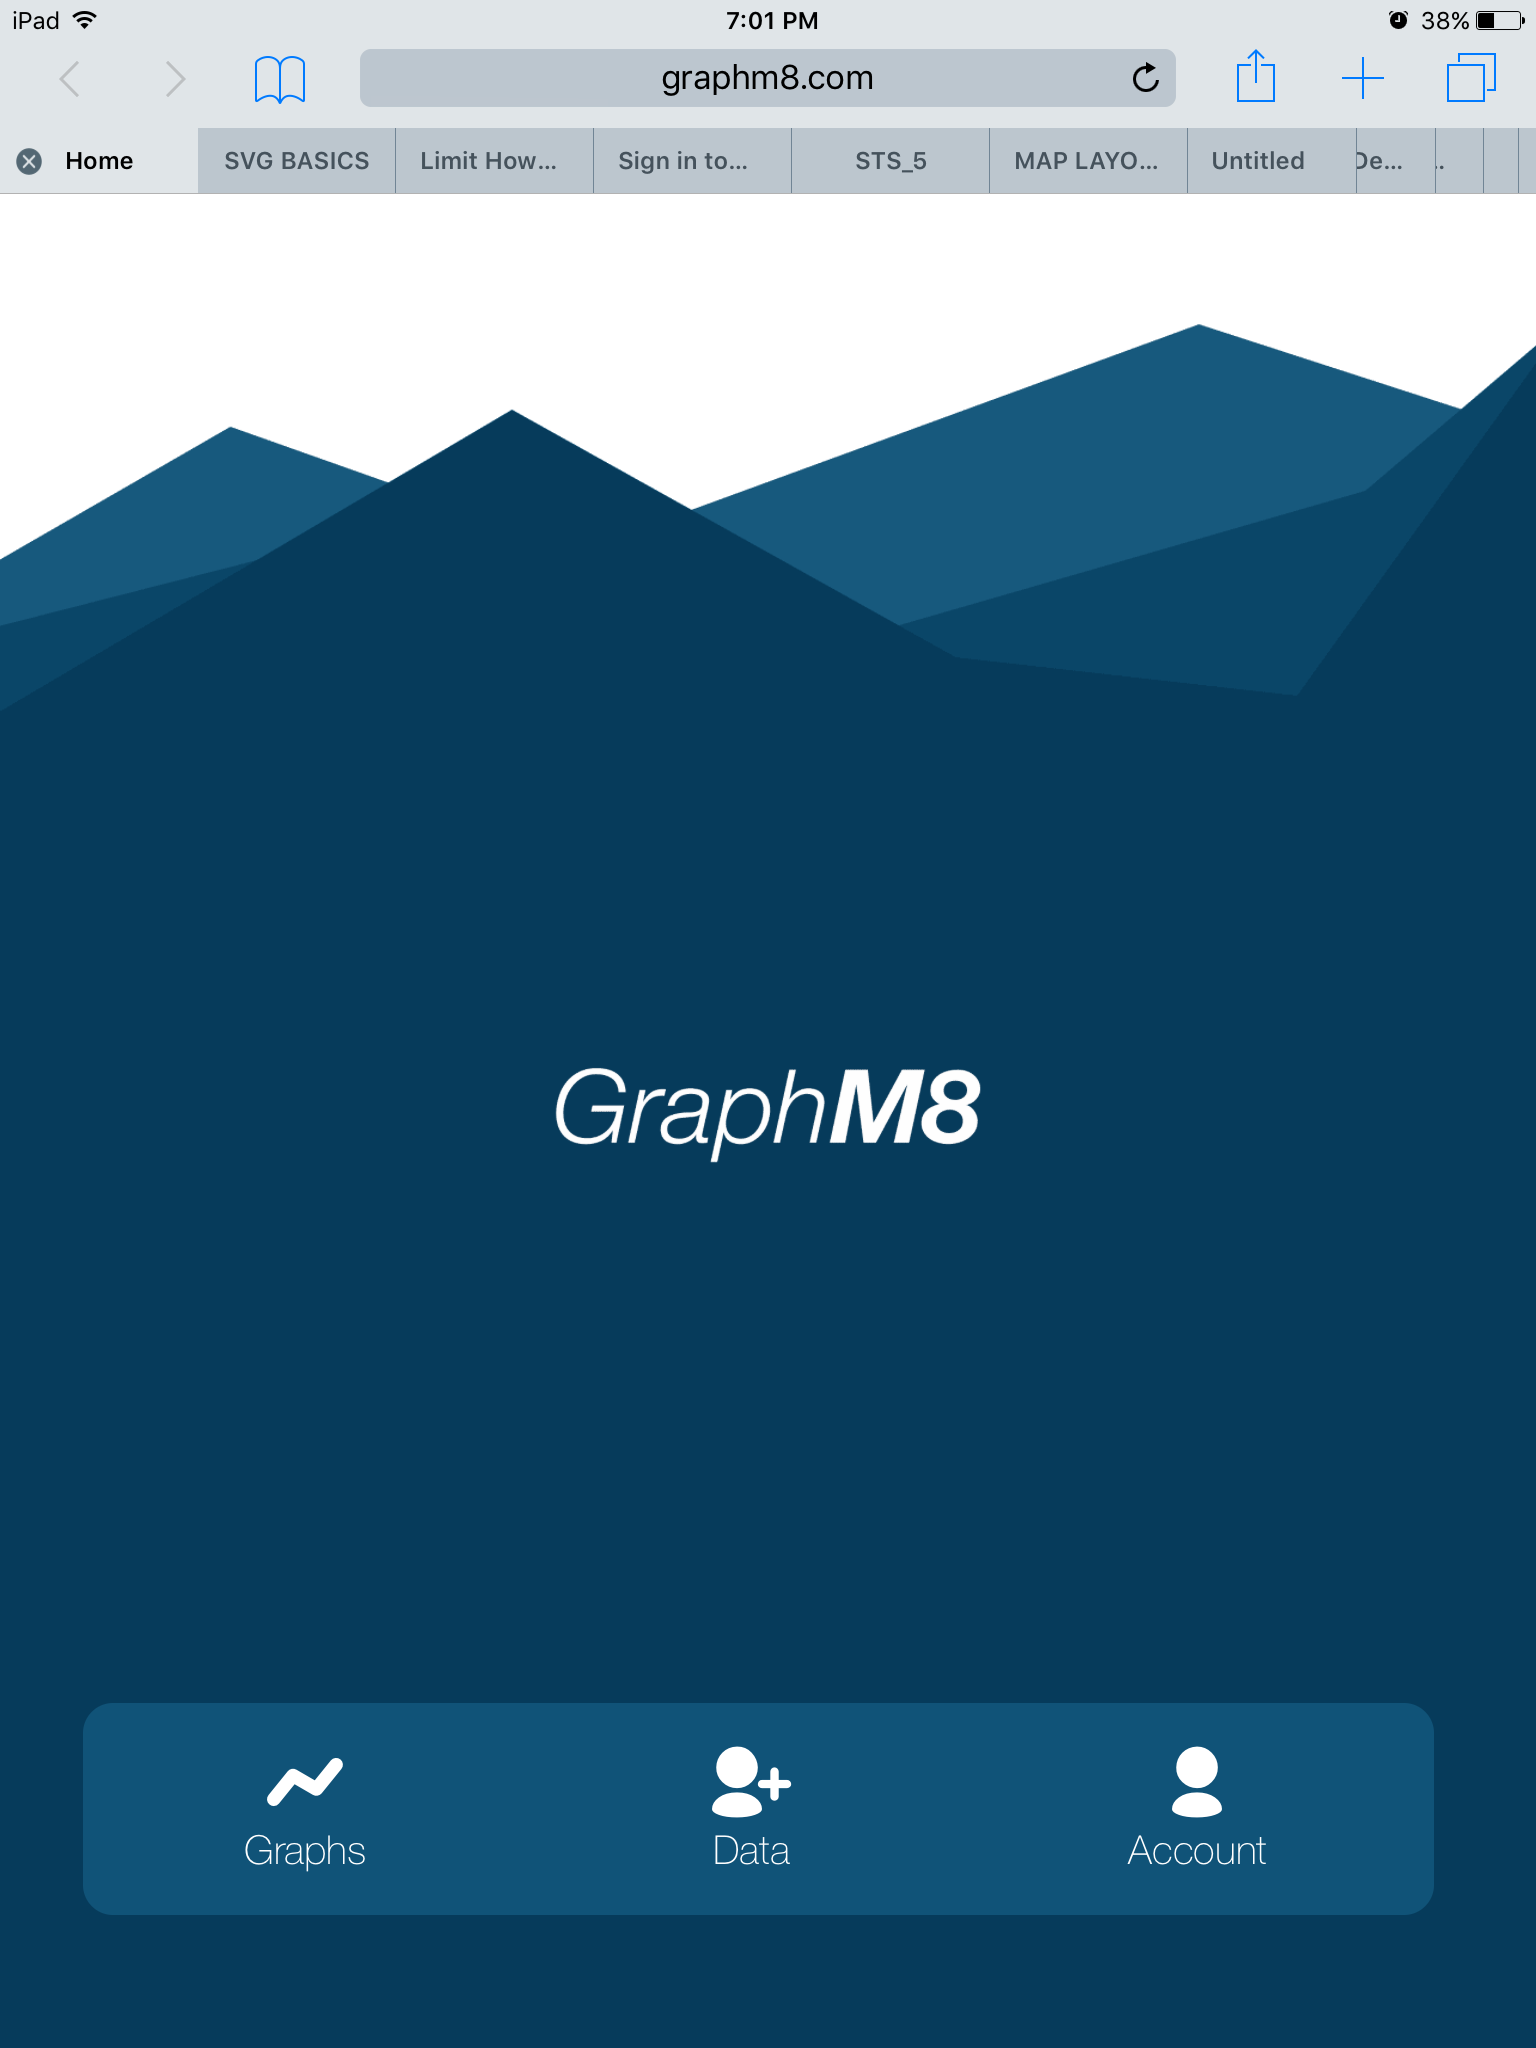 iPad 7:01 PM 38%
graphm8.com
Home SVG BASICS Limit How... Sign in to... STS_5 MAP LAYO... Untitled De... ..
GraphM8
Graphs Data Account